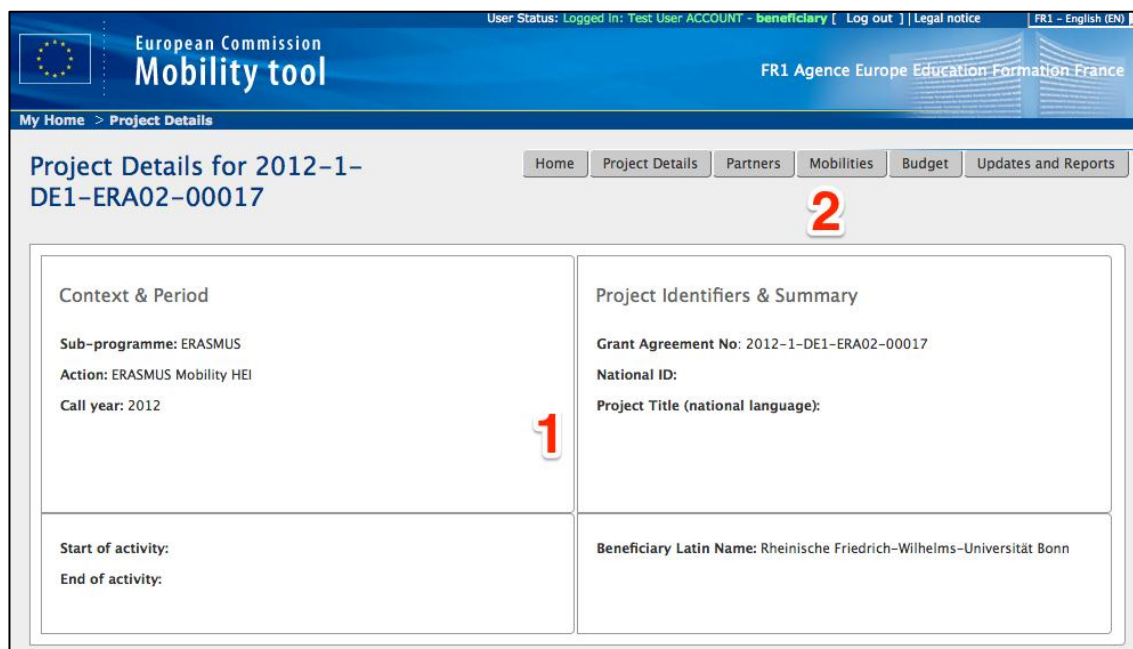 User Status: Logged In: Test User ACCOUNT - beneficiary [ Log out ] | Legal notice
FR1 - English (EN)
European Commission
Mobility tool
FR1 Agence Europe Education Formation France
My Home > Project Details
Project Details for 2012-1-
DE1-ERA02-00017
Home
Project Details
Partners
Mobilities
Budget
Updates and Reports
2
Context & Period
Sub-programme: ERASMUS
Action: ERASMUS Mobility HEI
Call year: 2012
1
Project Identifiers & Summary
Grant Agreement No: 2012-1-DE1-ERA02-00017
National ID:
Project Title (national language):
Start of activity:
End of activity:
Beneficiary Latin Name: Rheinische Friedrich-Wilhelms-Universität Bonn